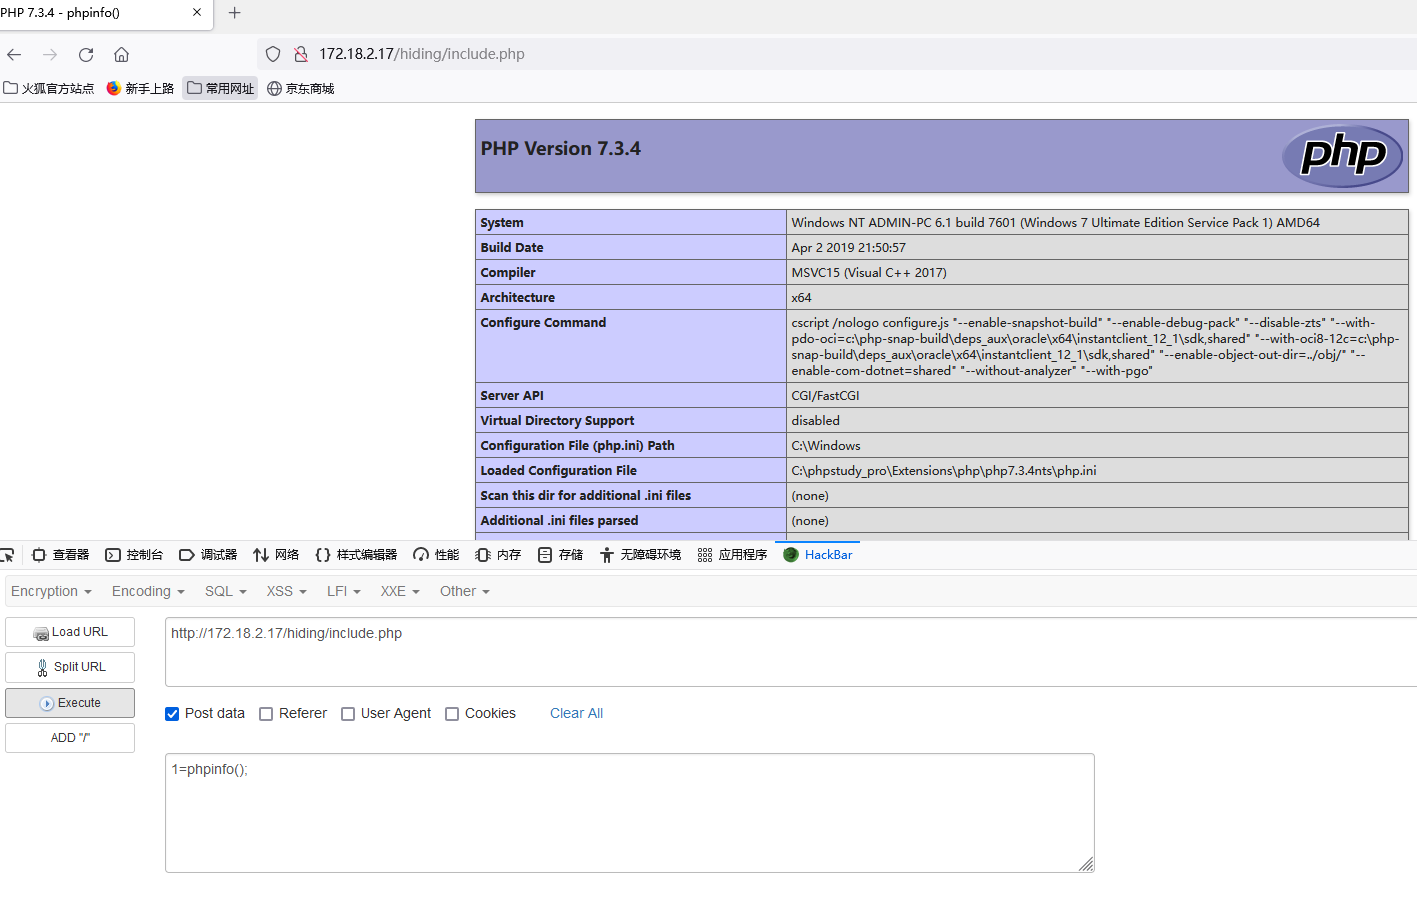 PHP 7.3.4 - phpinfo()
172.18.2.17/hiding/include.php
火狐官方站点 新手上路 常用网址 京东商城
PHP Version 7.3.4
php
System Windows NT ADMIN-PC 6.1 build 7601 (Windows 7 Ultimate Edition Service Pack 1) AMD64
Build Date Apr 2 2019 21:50:57
Compiler MSVC15 (Visual C++ 2017)
Architecture x64
Configure Command cscript /nologo configure.js "--enable-snapshot-build" "--enable-debug-pack" "--disable-zts" "--with-
pdo-oci=c:\php-snap-build\deps_aux\oracle\x64\instantclient_12_1\sdk,shared" "--with-oci8-12c=c:\php-
snap-build\deps_aux\oracle\x64\instantclient_12_1\sdk,shared" "--enable-object-out-dir=../obj/" "--
enable-com-dotnet=shared" "--without-analyzer" "--with-pgo"
Server API CGI/FastCGI
Virtual Directory Support disabled
Configuration File (php.ini) Path C:\Windows
Loaded Configuration File C:\phpstudy_pro\Extensions\php\php7.3.4nts\php.ini
Scan this dir for additional .ini files (none)
Additional .ini files parsed (none)
查看器 控制台 调试器 网络 样式编辑器 性能 内存 存储 无障碍环境 应用程序 HackBar
Encryption Encoding SQL XSS LFI XXE Other
Load URL
http://172.18.2.17/hiding/include.php
Split URL
Execute
Post data Referer User Agent Cookies Clear All
ADD "/"
1=phpinfo();